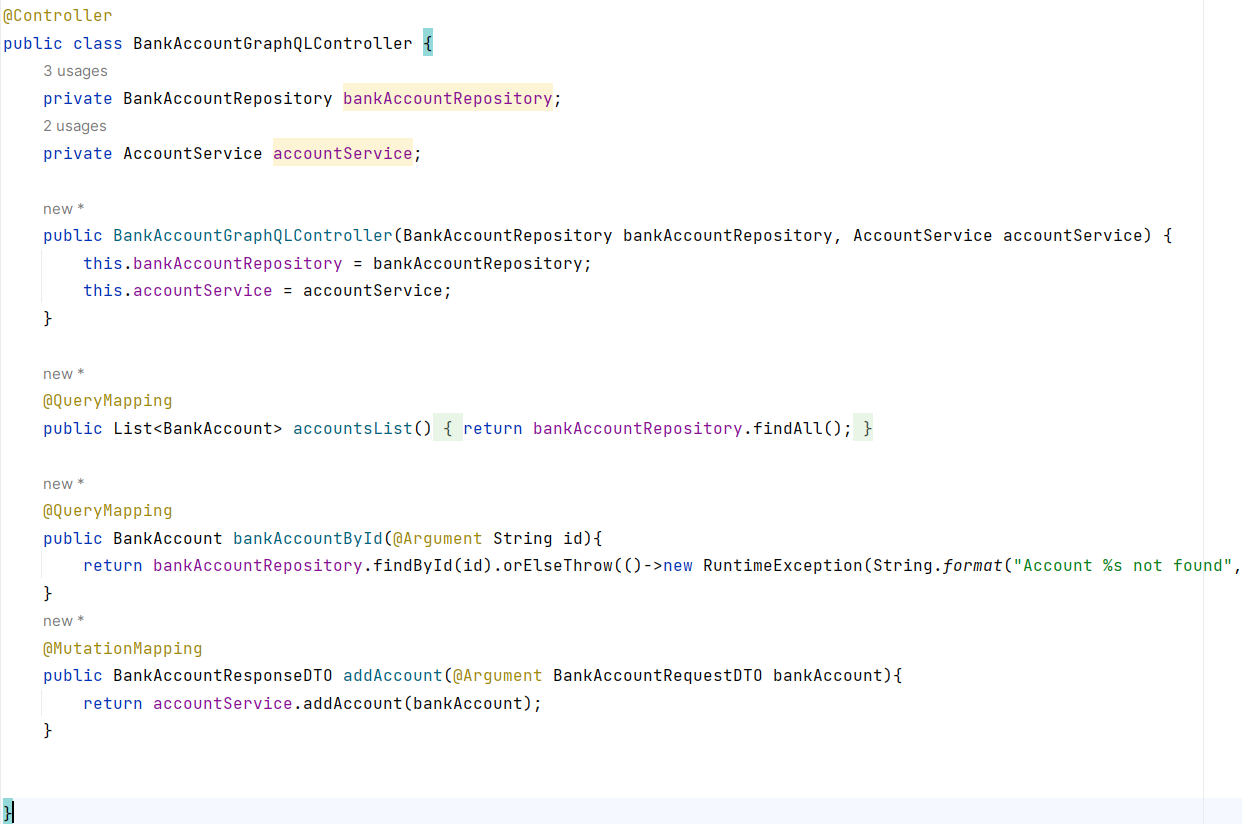 @Controller
public class BankAccountGraphQLController {
3 usages
private BankAccountRepository bankAccountRepository;
2 usages
private AccountService accountService;
new *
public BankAccountGraphQLController(BankAccountRepository bankAccountRepository, AccountService accountService) {
this.bankAccountRepository = bankAccountRepository;
this.accountService = accountService;
}
new *
@QueryMapping
public List<BankAccount> accountsList() { return bankAccountRepository.findAll(); }
new *
@QueryMapping
public BankAccount bankAccountById(@Argument String id){
return bankAccountRepository.findById(id).orElseThrow(()->new RuntimeException(String.format("Account %s not found",
}
new *
@MutationMapping
public BankAccountResponseDTO addAccount(@Argument BankAccountRequestDTO bankAccount){
return accountService.addAccount(bankAccount);
}
}